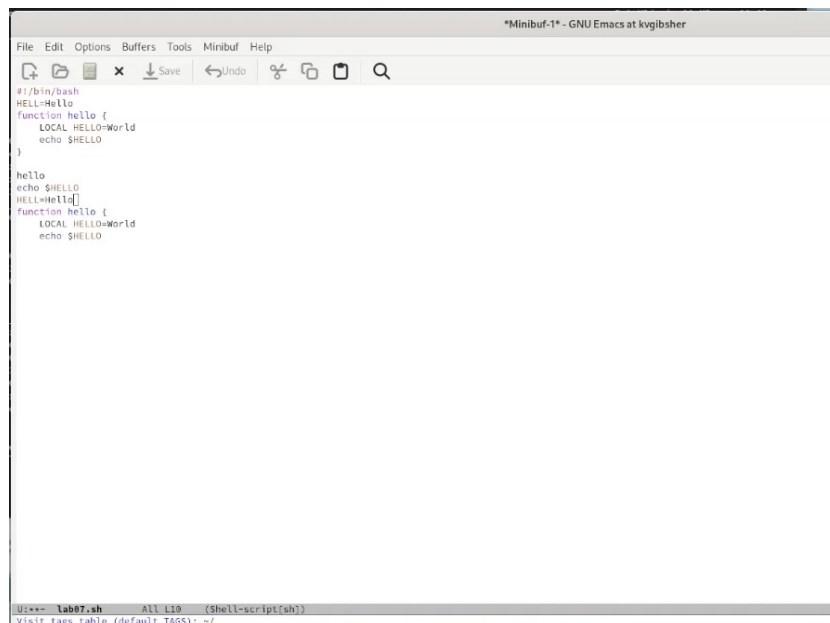 *Minibuf-1* - GNU Emacs at kvgibsher
File Edit Options Buffers Tools Minibuf Help
Save Undo
#!/bin/bash
HELL=Hello
function hello {
    LOCAL HELLO=World
    echo $HELLO
}
hello
echo $HELLO
HELL=Hello
function hello {
    LOCAL HELLO=World
    echo $HELLO
U:**- lab07.sh All L10 (Shell-script[sh])
Visit tags table (default TAGS): ~/